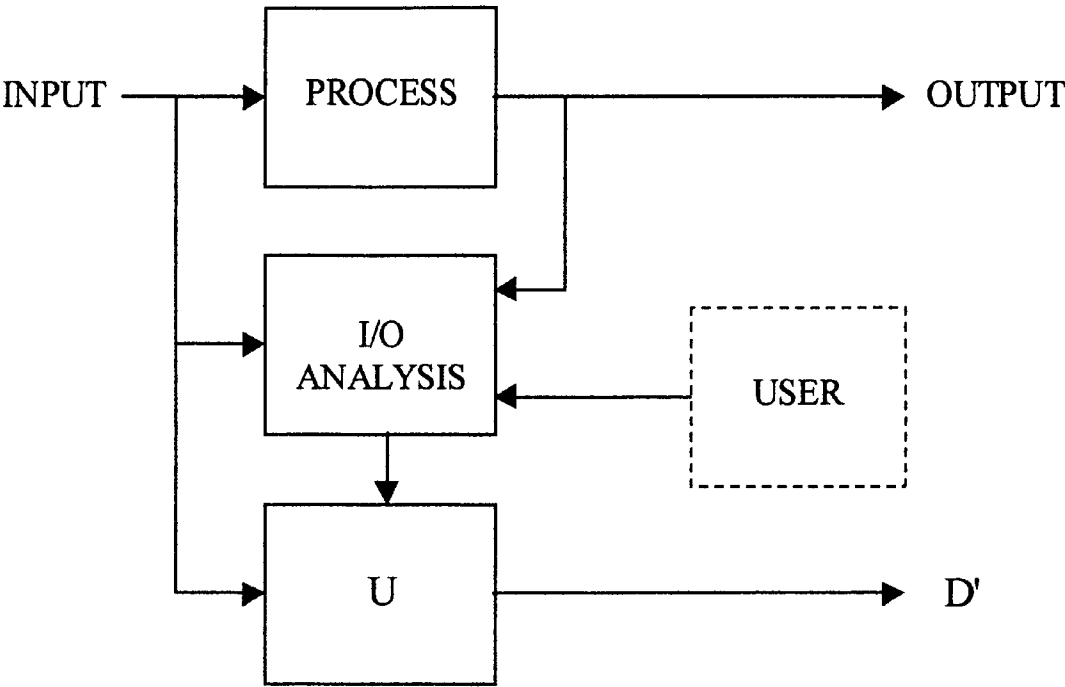 INPUT
PROCESS
OUTPUT
I/O
ANALYSIS
USER
U
D'